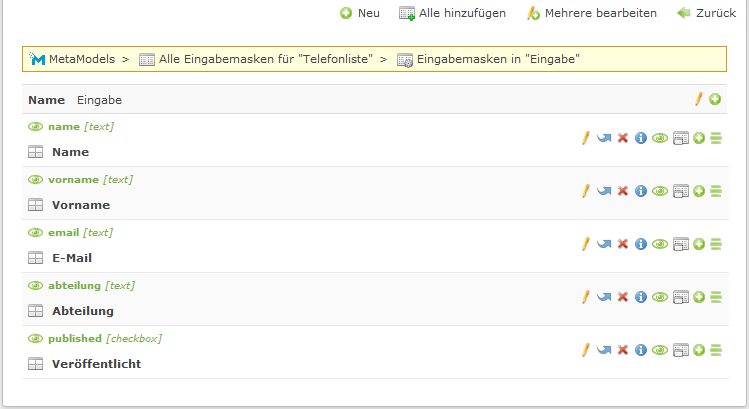 Neu Alle hinzufügen Mehrere bearbeiten Zurück
MetaModels > Alle Eingabemasken für "Telefonliste" > Eingabemasken in "Eingabe"
Name Eingabe
name [text]
Name
vorname [text]
Vorname
email [text]
E-Mail
abteilung [text]
Abteilung
published [checkbox]
Veröffentlicht